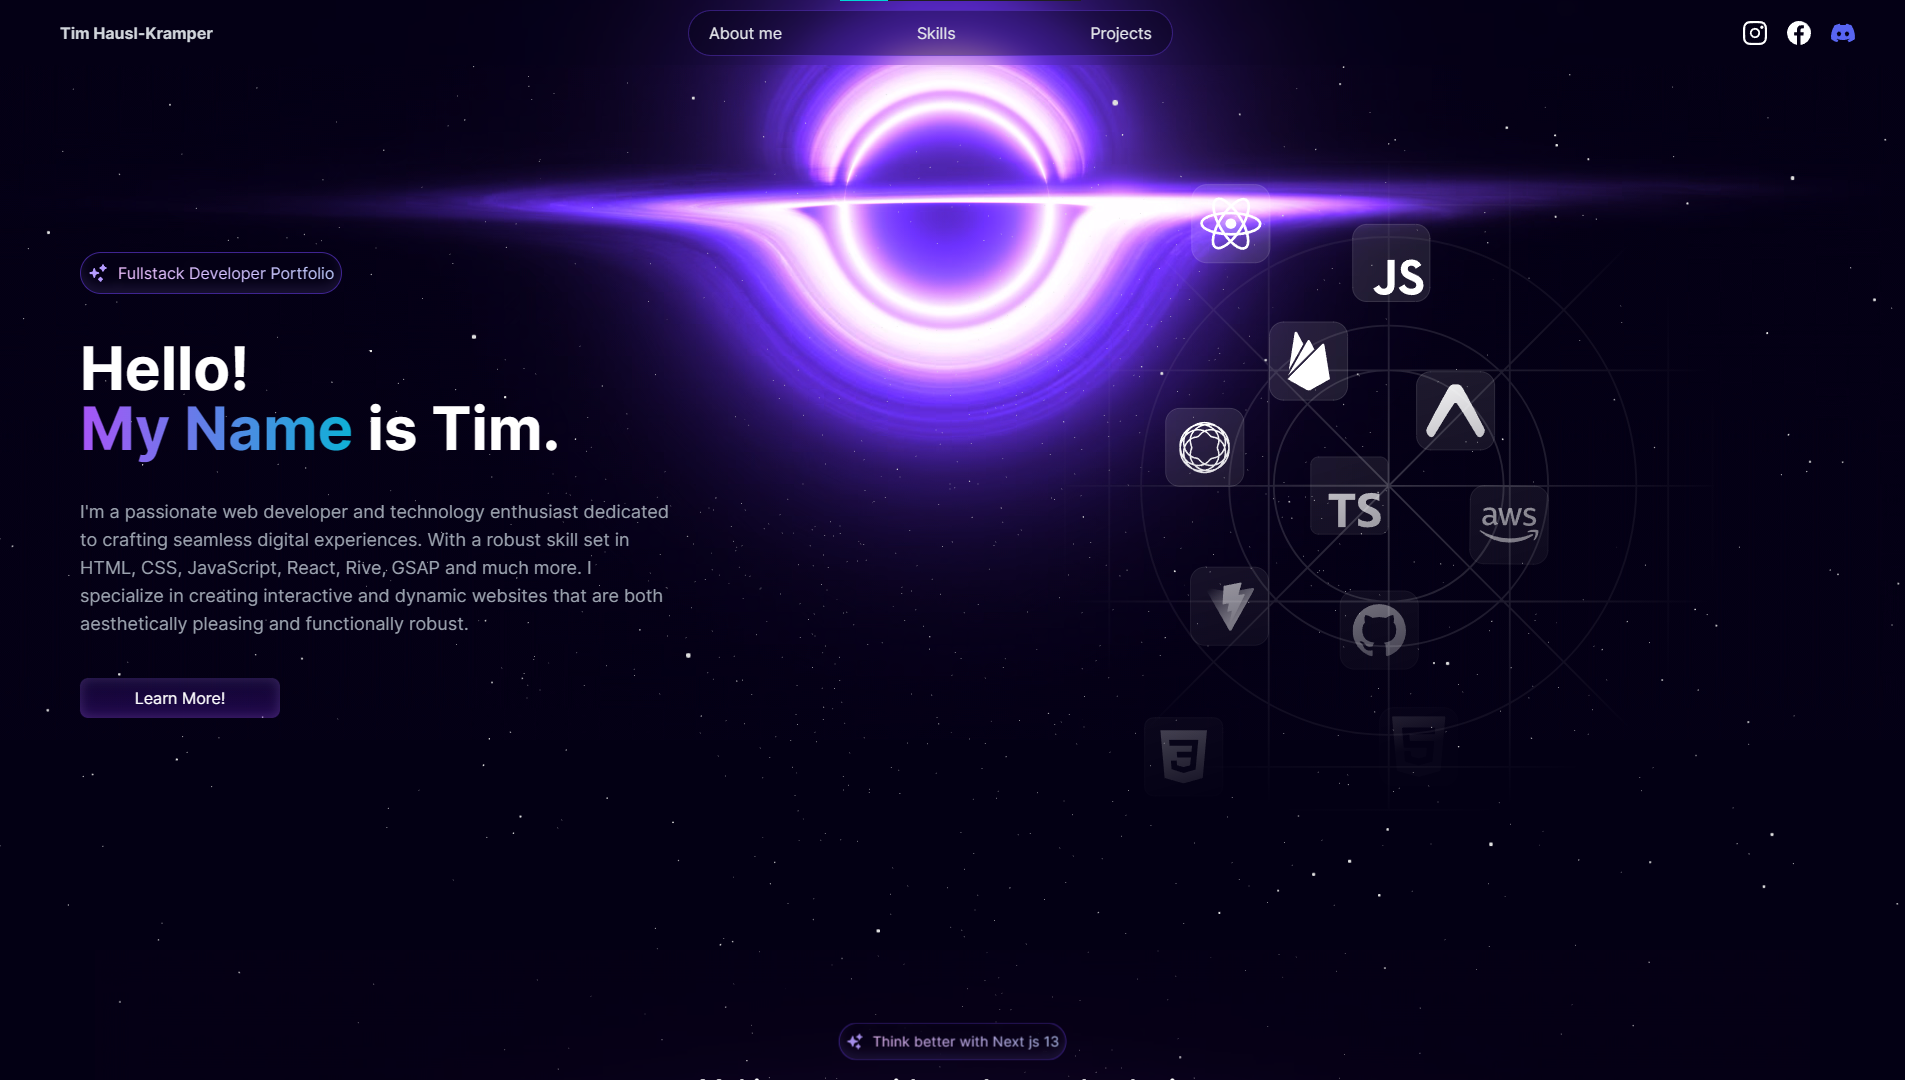 Tim Hausl-Kramper
About me
Skills
Projects
Fullstack Developer Portfolio
Hello!
My Name is Tim.
I'm a passionate web developer and technology enthusiast dedicated
to crafting seamless digital experiences. With a robust skill set in
HTML, CSS, JavaScript, React, Rive, GSAP and much more. I
specialize in creating interactive and dynamic websites that are both
aesthetically pleasing and functionally robust.
Learn More!
JS
TS
aws
3
5
Think better with Next js 13